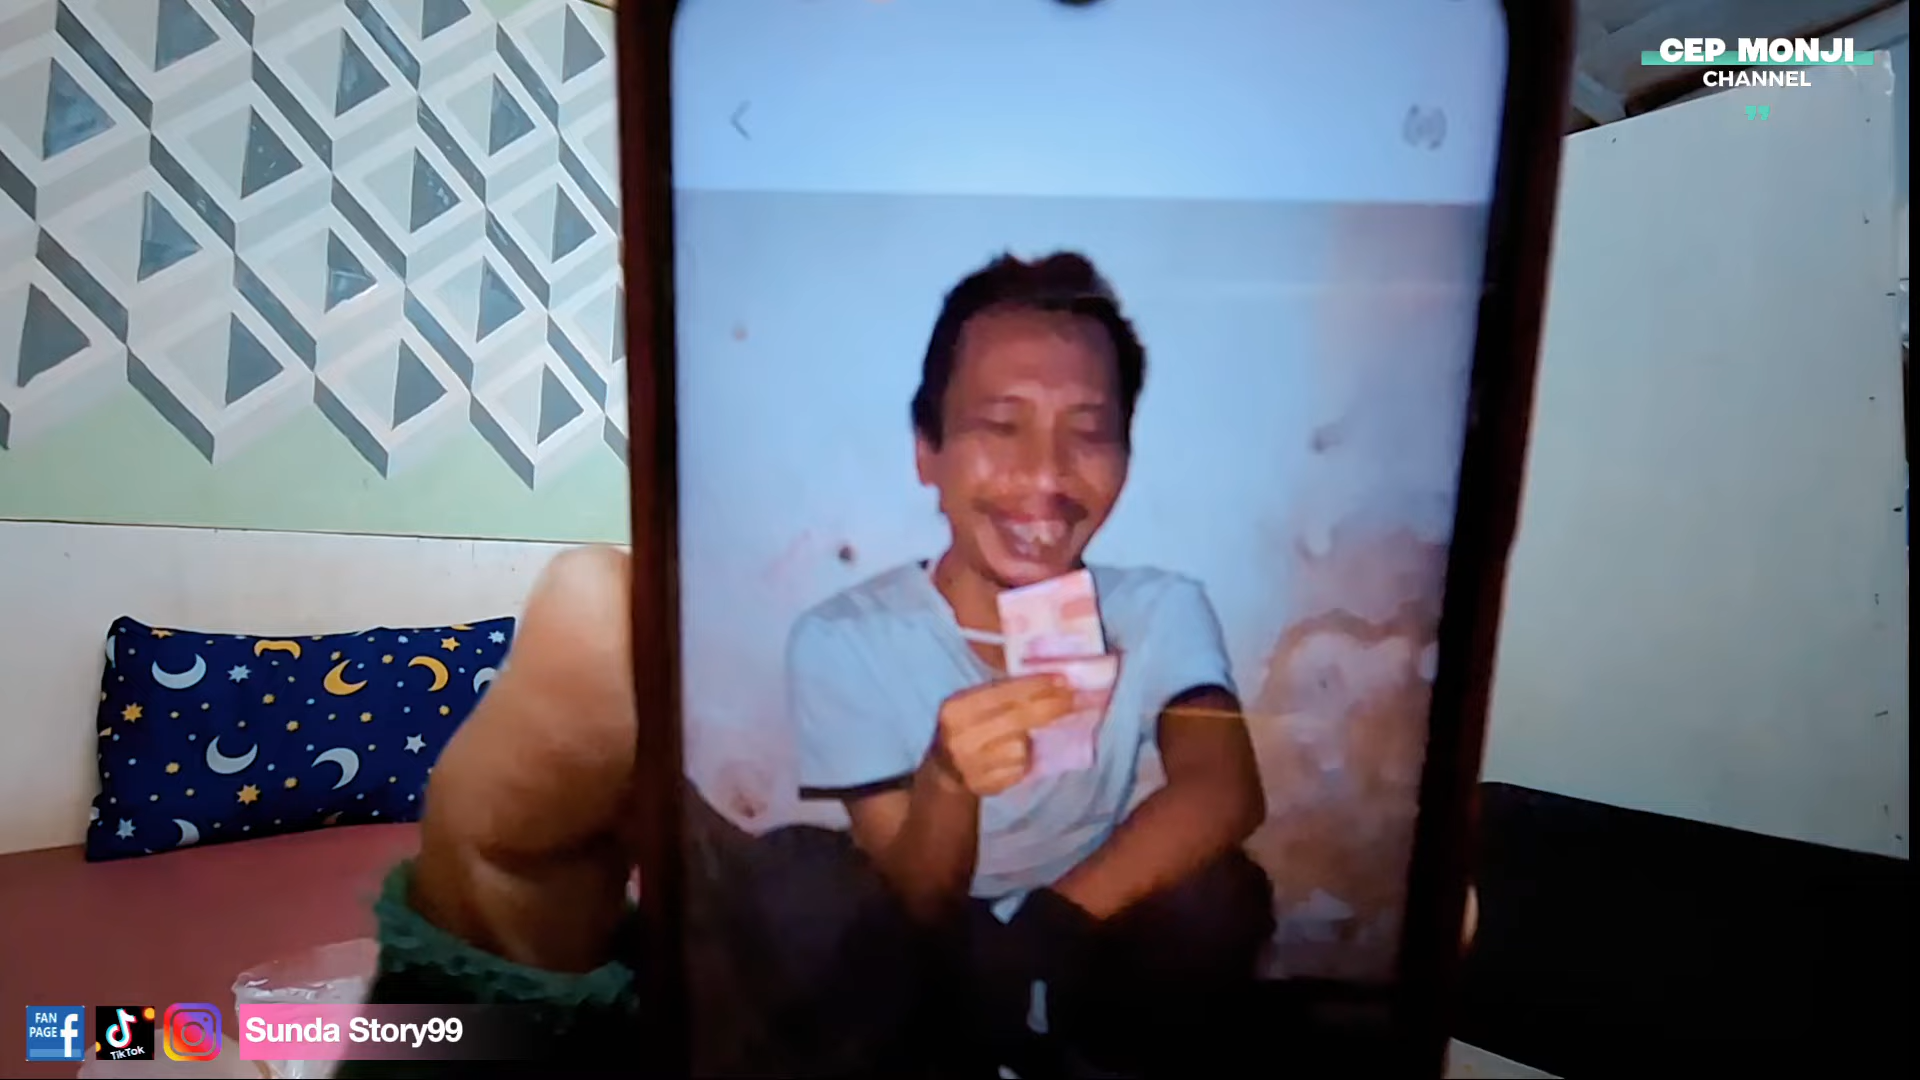 CEP MONJI
CHANNEL
FAN
PAGE
TikTok
Sunda Story99